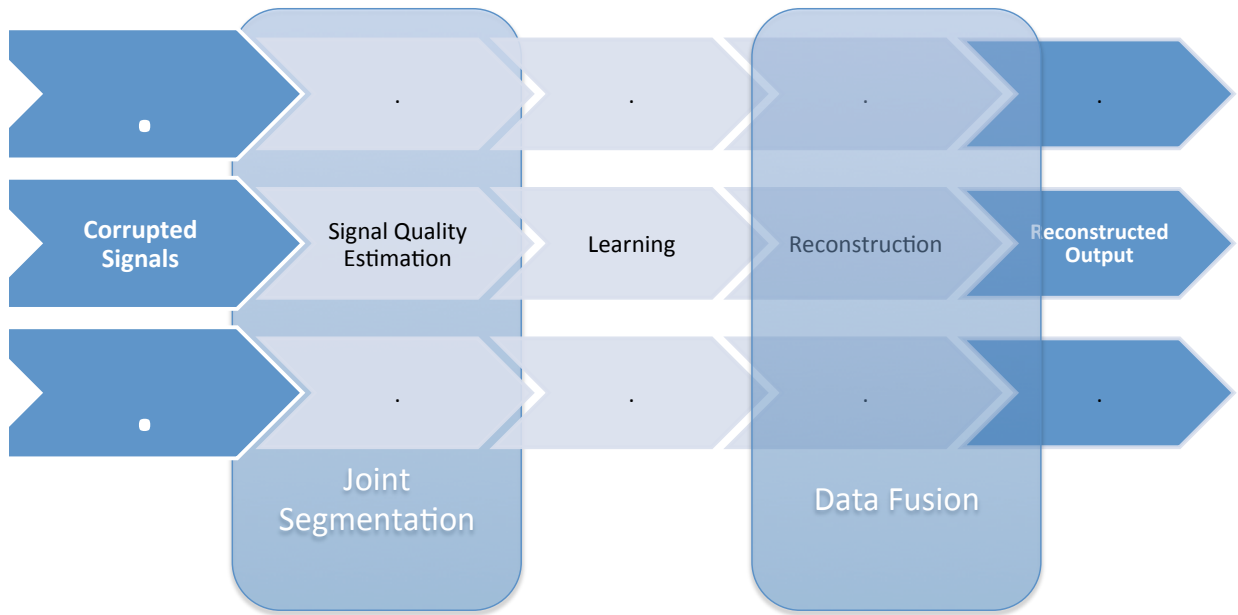 .
.
.
.
.
Corrupted
Signals
Signal Quality
Estimation
Learning
Reconstruction
Reconstructed
Output
.
.
.
.
.
Joint
Segmentation
Data Fusion